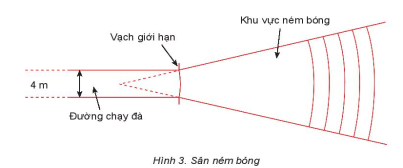 Khu vực ném bóng
Vạch giới hạn
4 m
Đường chạy đà
Hình 3. Sân ném bóng